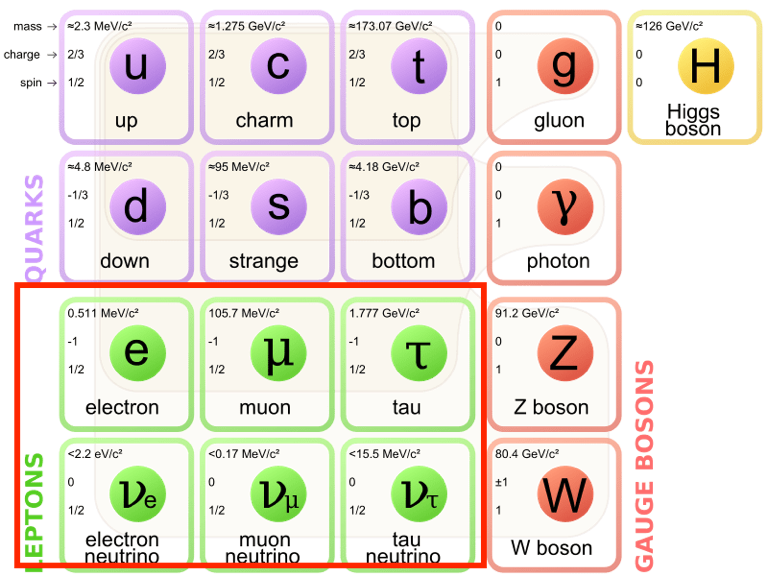 mass → ≈2.3 MeV/c² ≈1.275 GeV/c² ≈173.07 GeV/c² 0 ≈126 GeV/c²
charge → 2/3 2/3 2/3 0 0
spin → 1/2 1/2 1/2 1 0
u c t g H
up charm top gluon Higgs
boson
≈4.8 MeV/c² ≈95 MeV/c² ≈4.18 GeV/c² 0
-1/3 -1/3 -1/3 0
1/2 1/2 1/2 1
d s b γ
down strange bottom photon
QUARKS
0.511 MeV/c² 105.7 MeV/c² 1.777 GeV/c² 91.2 GeV/c²
-1 -1 -1 0
1/2 1/2 1/2 1
e μ τ Z
electron muon tau Z boson
<2.2 eV/c² <0.17 MeV/c² <15.5 MeV/c² 80.4 GeV/c²
0 0 0 ±1
1/2 1/2 1/2 1
νe νμ ντ W
electron muon tau W boson
neutrino neutrino neutrino
LEPTONS
GAUGE BOSONS